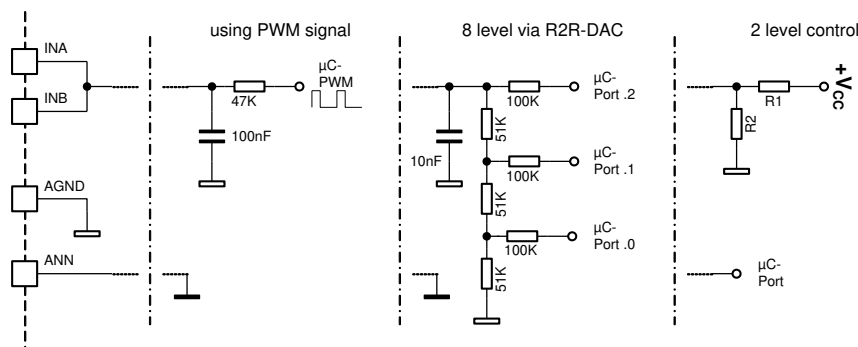 using PWM signal
8 level via R2R-DAC
2 level control
INA
INB
AGND
ANN
47K
100nF
µC-
PWM
10nF
100K
µC-
Port .2
51K
100K
µC-
Port .1
51K
100K
µC-
Port .0
51K
R1
R2
+VCC
µC-
Port